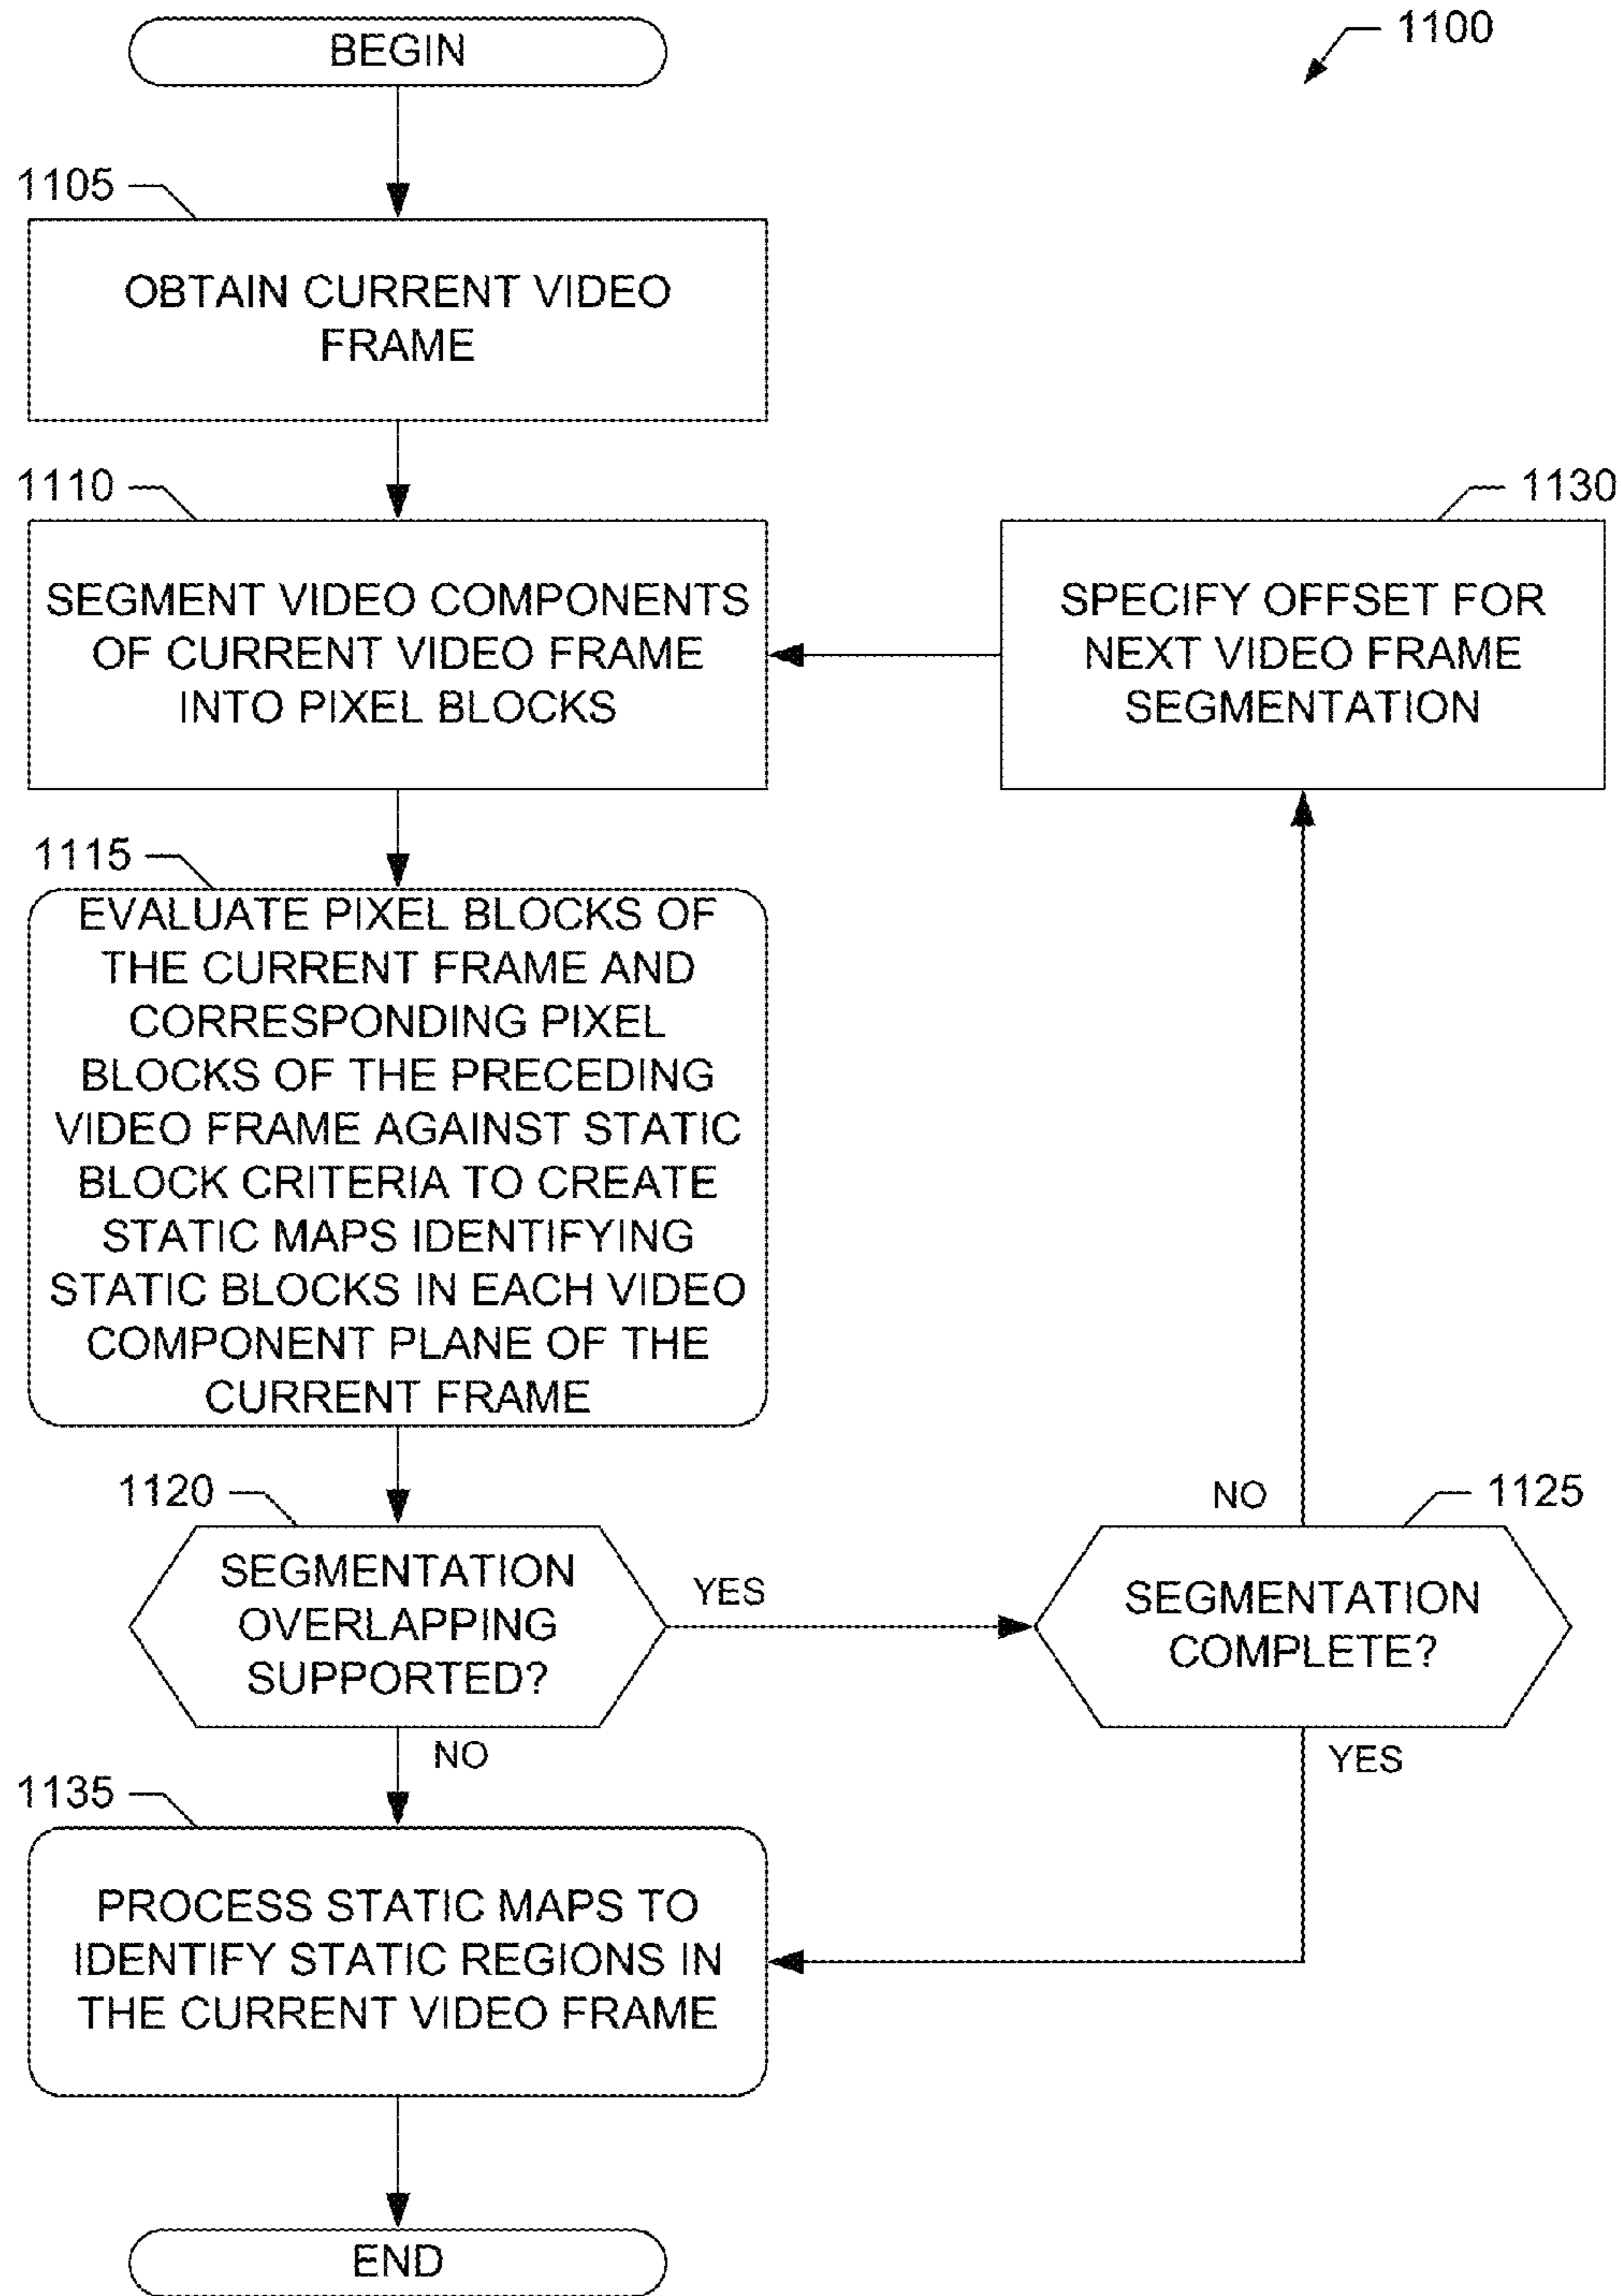 BEGIN
1100
1105
OBTAIN CURRENT VIDEO
FRAME
1110
SEGMENT VIDEO COMPONENTS
OF CURRENT VIDEO FRAME
INTO PIXEL BLOCKS
1130
SPECIFY OFFSET FOR
NEXT VIDEO FRAME
SEGMENTATION
1115
EVALUATE PIXEL BLOCKS OF
THE CURRENT FRAME AND
CORRESPONDING PIXEL
BLOCKS OF THE PRECEDING
VIDEO FRAME AGAINST STATIC
BLOCK CRITERIA TO CREATE
STATIC MAPS IDENTIFYING
STATIC BLOCKS IN EACH VIDEO
COMPONENT PLANE OF THE
CURRENT FRAME
1120
SEGMENTATION
OVERLAPPING
SUPPORTED?
YES
NO
NO
1125
SEGMENTATION
COMPLETE?
YES
1135
PROCESS STATIC MAPS TO
IDENTIFY STATIC REGIONS IN
THE CURRENT VIDEO FRAME
END